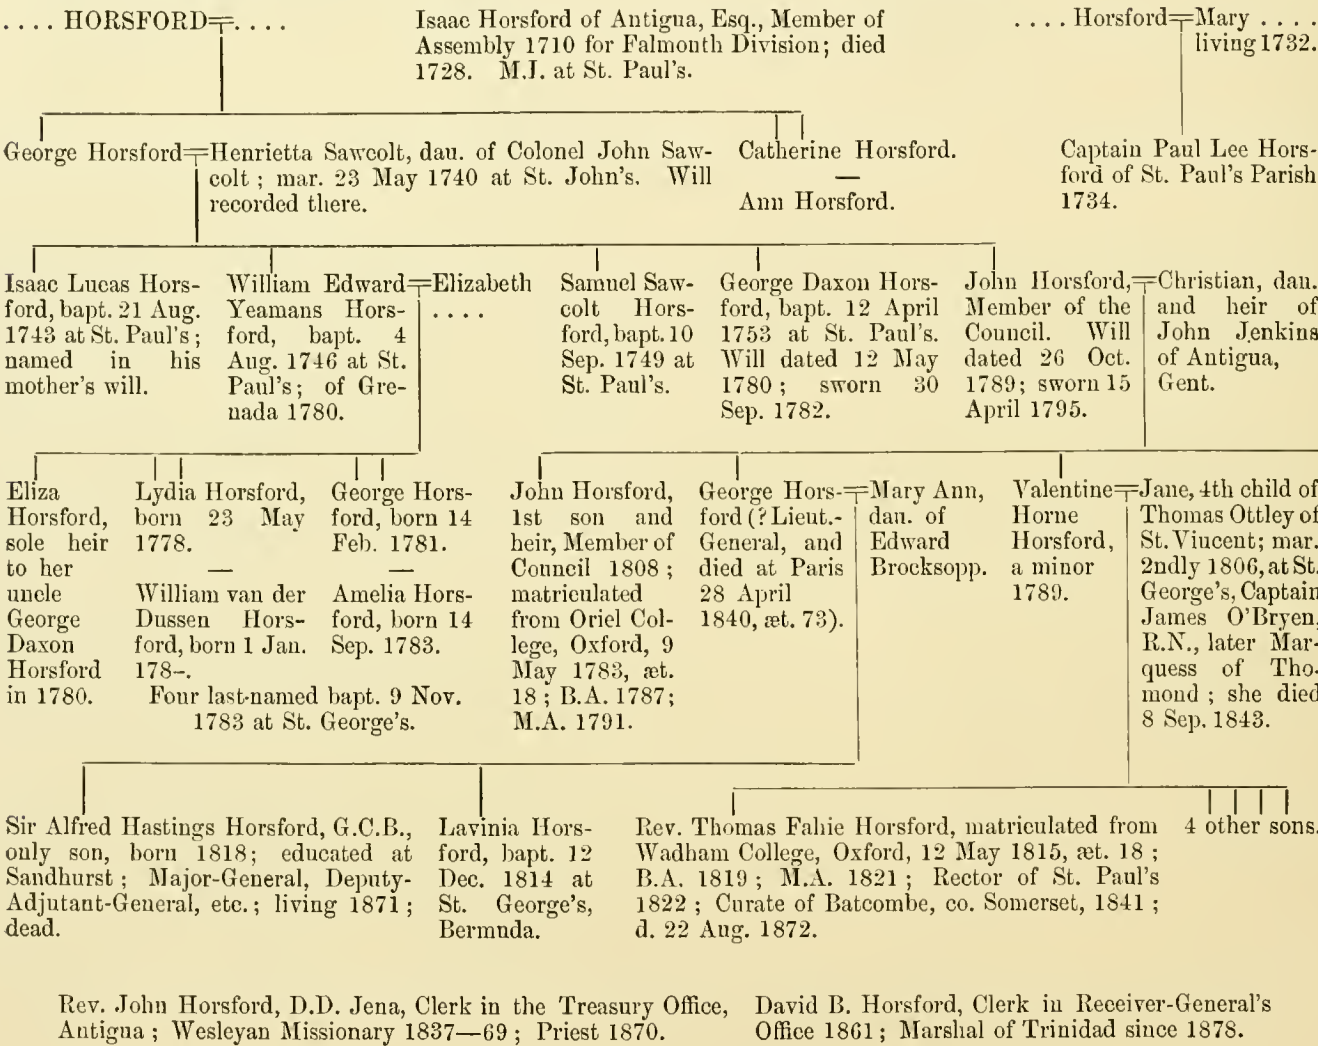 . . . . HORSFORD=. . . .
Isaac Horsford of Antigua, Esq., Member of
Assembly 1710 for Falmouth Division; died
1728. M.I. at St. Paul's.
. . . . Horsford=Mary . . . .
living 1732.
George Horsford=Henrietta Sawcolt, dau. of Colonel John Saw-
colt; mar. 23 May 1740 at St. John's. Will
recorded there.
Catherine Horsford.
—
Ann Horsford.
Captain Paul Lee Hors-
ford of St. Paul's Parish
1734.
Isaac Lucas Hors-
ford, bapt. 21 Aug.
1743 at St. Paul's;
named in his
mother's will.
William Edward=Elizabeth
Yeamans Hors- . . . .
ford, bapt. 4
Aug. 1746 at St.
Paul's; of Gre-
nada 1780.
Samuel Saw-
colt Hors-
ford, bapt. 10
Sep. 1749 at
St. Paul's.
George Daxon Hors-
ford, bapt. 12 April
1753 at St. Paul's.
Will dated 12 May
1780; sworn 30
Sep. 1782.
John Horsford,=
Member of the
Council. Will
dated 26 Oct.
1789; sworn 15
April 1795.
Christian, dau.
and heir of
John Jenkins
of Antigua,
Gent.
Eliza
Horsford,
sole heir
to her
uncle
George
Daxon
Horsford
in 1780.
Lydia Horsford,
born 23 May
1778.
—
William van der
Dussen Hors-
ford, born 1 Jan.
178-.
George Hors-
ford, born 14
Feb. 1781.
—
Amelia Hors-
ford, born 14
Sep. 1783.
Four last-named bapt. 9 Nov.
1783 at St. George's.
John Horsford,
1st son and
heir, Member of
Council 1808;
matriculated
from Oriel Col-
lege, Oxford, 9
May 1783, æt.
18; B.A. 1787;
M.A. 1791.
George Hors-=
ford (? Lieut.-
General, and
died at Paris
28 April
1840, æt. 73).
Mary Ann,
dau. of
Edward
Brocksopp.
Valentine=
Horne
Horsford,
a minor
1789.
Jane, 4th child of
Thomas Ottley of
St. Vincent; mar.
2ndly 1806, at St.
George's, Captain
James O'Bryen,
R.N., later Mar-
quess of Tho-
mond; she died
8 Sep. 1843.
Sir Alfred Hastings Horsford, G.C.B.,
only son, born 1818; educated at
Sandhurst; Major-General, Deputy-
Adjutant-General, etc.; living 1871;
dead.
Lavinia Hors-
ford, bapt. 12
Dec. 1814 at
St. George's,
Bermuda.
Rev. Thomas Fahie Horsford, matriculated from
Wadham College, Oxford, 12 May 1815, æt. 18;
B.A. 1819; M.A. 1821; Rector of St. Paul's
1822; Curate of Batcombe, co. Somerset, 1841;
d. 22 Aug. 1872.
4 other sons.
Rev. John Horsford, D.D. Jena, Clerk in the Treasury Office,
Antigua; Wesleyan Missionary 1837—69; Priest 1870.
David B. Horsford, Clerk in Receiver-General's
Office 1861; Marshal of Trinidad since 1878.